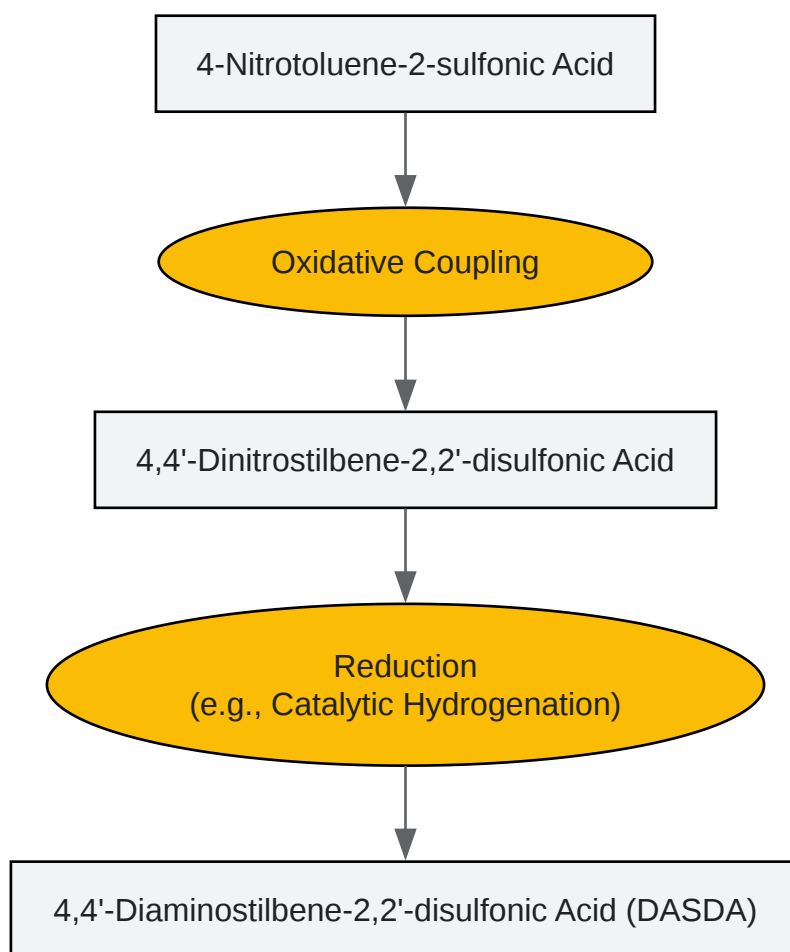 4-Nitrotoluene-2-sulfonic Acid
Oxidative Coupling
4,4'-Dinitrostilbene-2,2'-disulfonic Acid
Reduction
(e.g., Catalytic Hydrogenation)
4,4'-Diaminostilbene-2,2'-disulfonic Acid (DASDA)